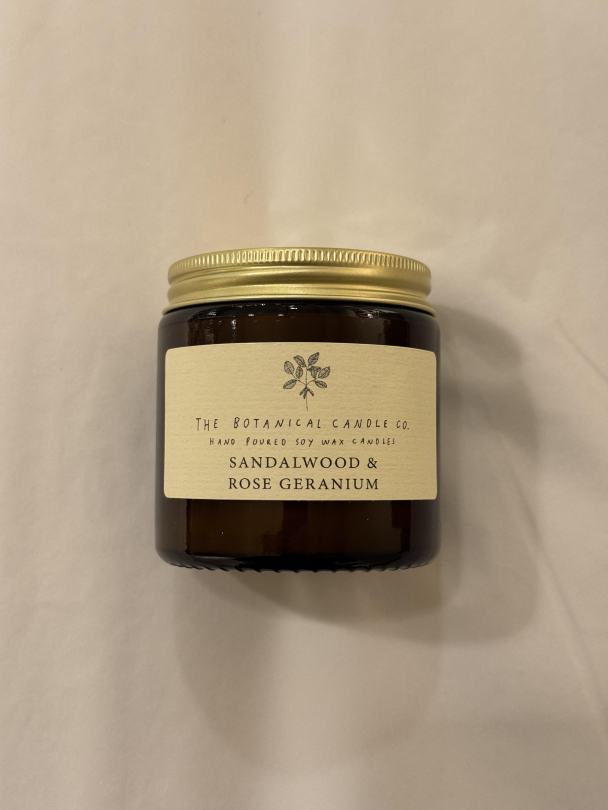 THE BOTANICAL CANDLE CO.
HAND POURED SOY WAX CANDLES
SANDALWOOD &
ROSE GERANIUM